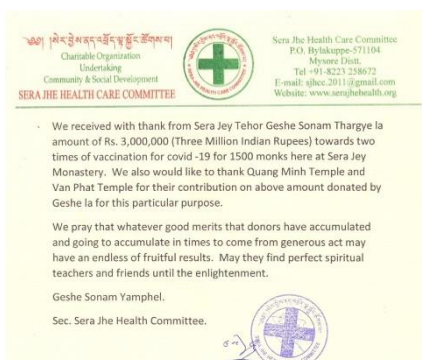 Charitable Organization
Undertaking
Community & Social Development
SERA JHE HEALTH CARE COMMITTEE
Sera Jhe Health Care Committee
P.O. Bylakuppe-571104
Mysore Distt.
Tel +91-8223 258672
E-mail: sjhcc.2011@gmail.com
Website: www.serajhehealth.org
We received with thank from Sera Jey Tehor Geshe Sonam Thargye la
amount of Rs. 3,000,000 (Three Million Indian Rupees) towards two
times of vaccination for covid -19 for 1500 monks here at Sera Jey
Monastery. We also would like to thank Quang Minh Temple and
Van Phat Temple for their contribution on above amount donated by
Geshe la for this particular purpose.
We pray that whatever good merits that donors have accumulated
and going to accumulate in times to come from generous act may
have an endless of fruitful results. May they find perfect spiritual
teachers and friends until the enlightenment.
Geshe Sonam Yamphel.
Sec. Sera Jhe Health Committee.